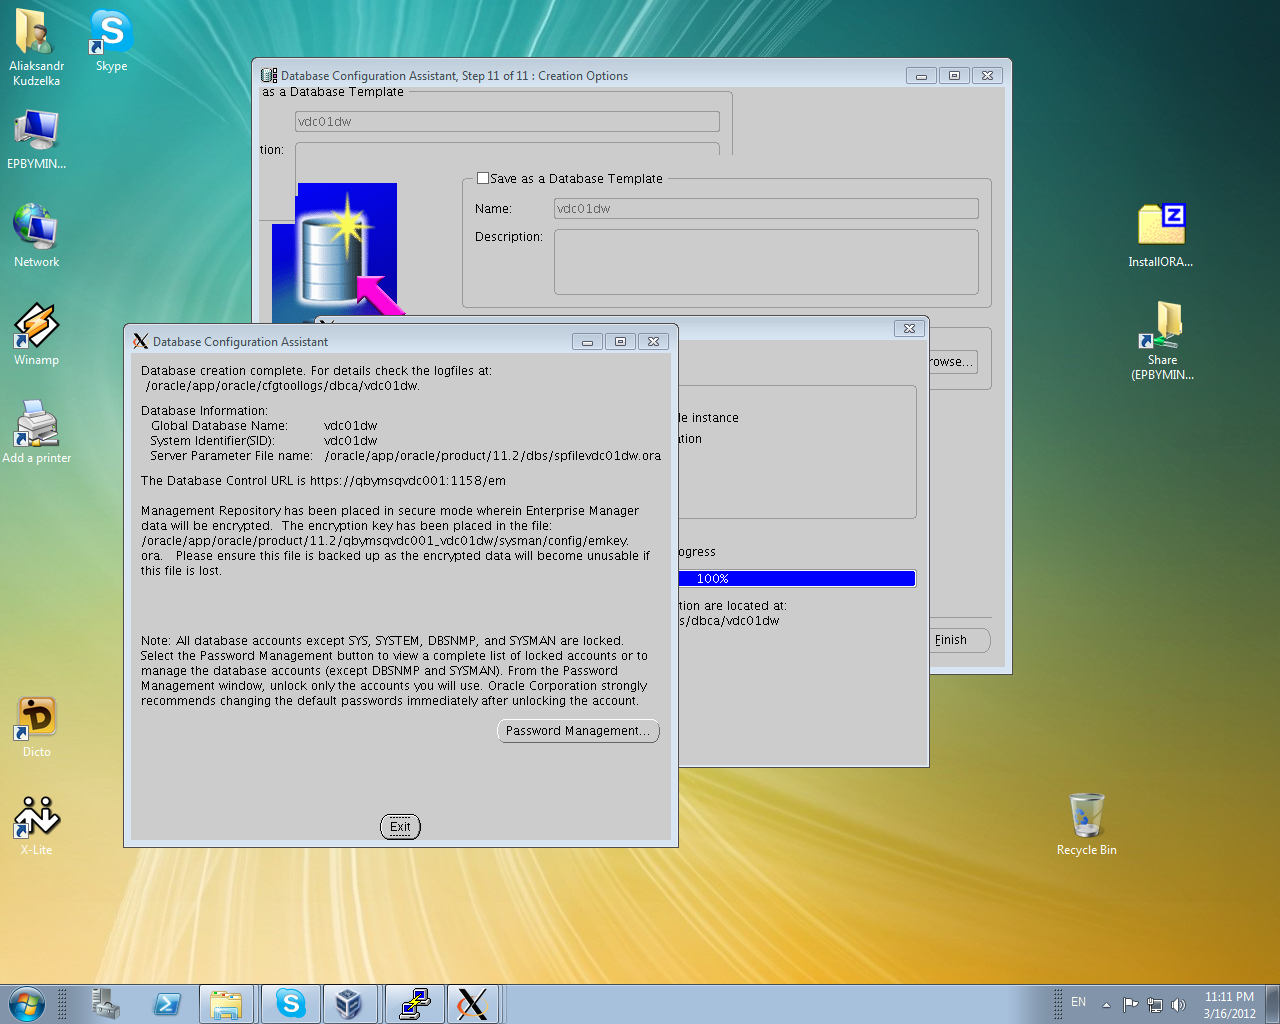 Aliaksandr
Kudzelka
Skype
EPBYMIN...
Network
Winamp
Add a printer
Dicto
X-Lite
InstallORA...
Share
(EPBYMIN...
Recycle Bin
Database Configuration Assistant, Step 11 of 11 : Creation Options
as a Database Template
vdc01dw
tion:
Save as a Database Template
Name:
vdc01dw
Description:
rowse...
Finish
le instance
ation
ogress
100%
tion are located at:
s/dbca/vdc01dw
Database Configuration Assistant
Database creation complete. For details check the logfiles at:
/oracle/app/oracle/cfgtoollogs/dbca/vdc01dw.
Database Information:
Global Database Name: vdc01dw
System Identifier(SID): vdc01dw
Server Parameter File name: /oracle/app/oracle/product/11.2/dbs/spfilevdc01dw.ora
The Database Control URL is https://qbymsqvdc001:1158/em
Management Repository has been placed in secure mode wherein Enterprise Manager
data will be encrypted. The encryption key has been placed in the file:
/oracle/app/oracle/product/11.2/qbymsqvdc001_vdc01dw/sysman/config/emkey.
ora. Please ensure this file is backed up as the encrypted data will become unusable if
this file is lost.
Note: All database accounts except SYS, SYSTEM, DBSNMP, and SYSMAN are locked.
Select the Password Management button to view a complete list of locked accounts or to
manage the database accounts (except DBSNMP and SYSMAN). From the Password
Management window, unlock only the accounts you will use. Oracle Corporation strongly
recommends changing the default passwords immediately after unlocking the account.
Password Management...
Exit
EN
11:11 PM
3/16/2012